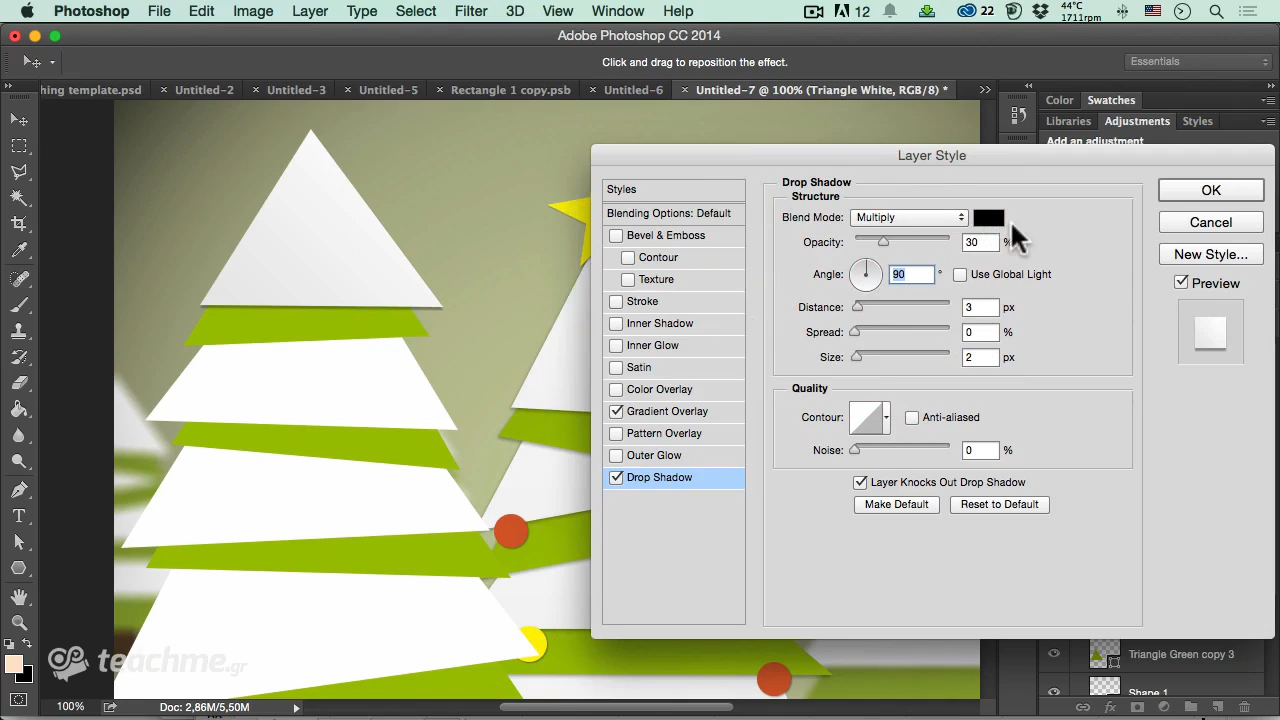 Photoshop File Edit Image Layer Type Select Filter 3D View Window Help 12 22 44°C 1711rpm
Adobe Photoshop CC 2014
Click and drag to reposition the effect. Essentials
hing template.psd × Untitled-2 × Untitled-3 × Untitled-5 × Rectangle 1 copy.psb × Untitled-6 × Untitled-7 @ 100% (Triangle White, RGB/8) *
Color Swatches
Libraries Adjustments Styles
Add an adjustment
Layer Style
Styles
Blending Options: Default
Bevel & Emboss
Contour
Texture
Stroke
Inner Shadow
Inner Glow
Satin
Color Overlay
Gradient Overlay
Pattern Overlay
Outer Glow
Drop Shadow
Drop Shadow
Structure
Blend Mode: Multiply
Opacity: 30 %
Angle: 90 ° Use Global Light
Distance: 3 px
Spread: 0 %
Size: 2 px
Quality
Contour: Anti-aliased
Noise: 0 %
Layer Knocks Out Drop Shadow
Make Default Reset to Default
OK
Cancel
New Style...
Preview
Triangle Green copy 3
Shape 1
teachme.gr
100% Doc: 2,86M/5,50M
fx